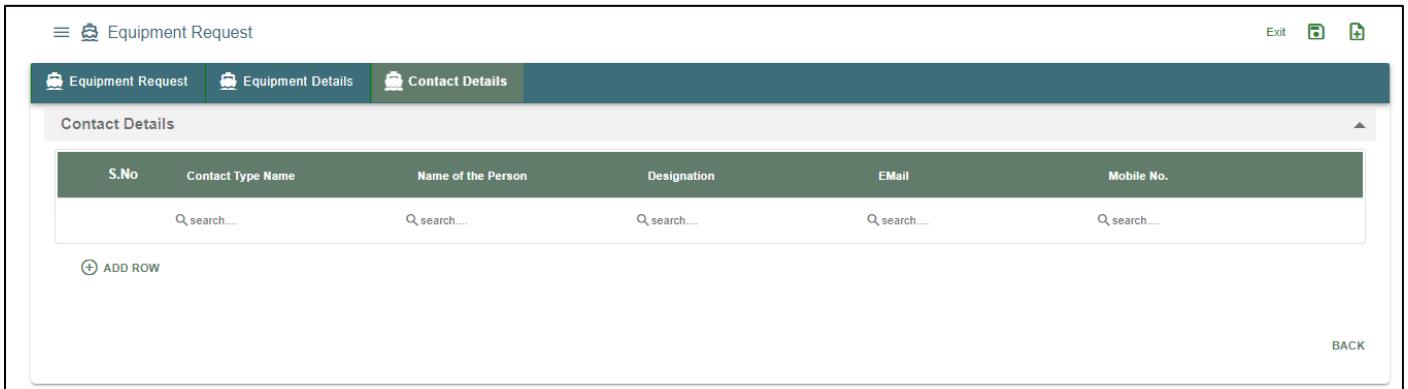 Equipment Request Exit
Equipment Request Equipment Details Contact Details
Contact Details
S.No Contact Type Name Name of the Person Designation EMail Mobile No.
search.... search.... search.... search.... search....
ADD ROW
BACK